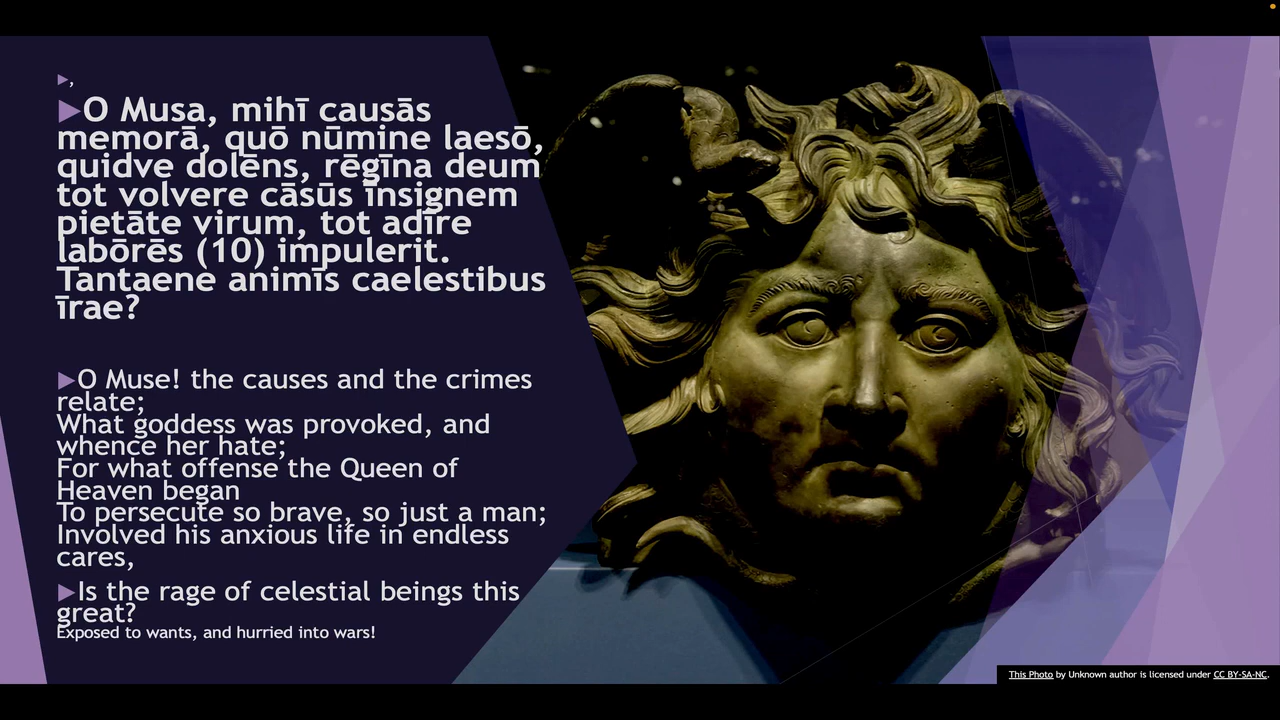 ▶,
▶O Musa, mihī causās
memorā, quō nūmine laesō,
quidve dolēns, rēgīna deum
tot volvere cāsūs īnsignem
pietāte virum, tot adīre
labōrēs (10) impulerit.
Tantaene animīs caelestibus
īrae?
▶O Muse! the causes and the crimes
relate;
What goddess was provoked, and
whence her hate;
For what offense the Queen of
Heaven began
To persecute so brave, so just a man;
Involved his anxious life in endless
cares,
▶Is the rage of celestial beings this
great?
Exposed to wants, and hurried into wars!
This Photo by Unknown author is licensed under CC BY-SA-NC.